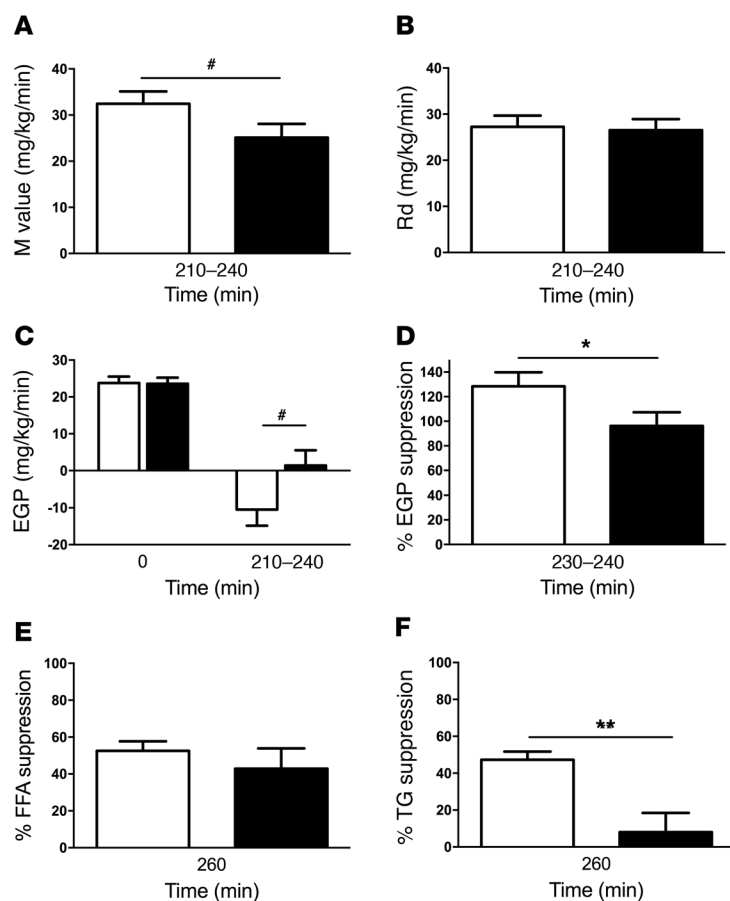 A
M value (mg/kg/min)
40
30
20
10
0
#
210–240
Time (min)
B
Rd (mg/kg/min)
40
30
20
10
0
210–240
Time (min)
C
EGP (mg/kg/min)
30
20
10
0
-10
-20
#
0 210–240
Time (min)
D
% EGP suppression
140
120
100
80
60
40
20
0
*
230–240
Time (min)
E
% FFA suppression
100
80
60
40
20
0
260
Time (min)
F
% TG suppression
100
80
60
40
20
0
**
260
Time (min)